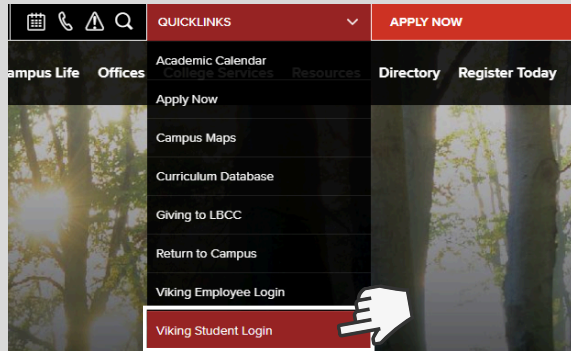 QUICKLINKS APPLY NOW
ampus Life Offices College Services Resources Directory Register Today
Academic Calendar
Apply Now
Campus Maps
Curriculum Database
Giving to LBCC
Return to Campus
Viking Employee Login
Viking Student Login